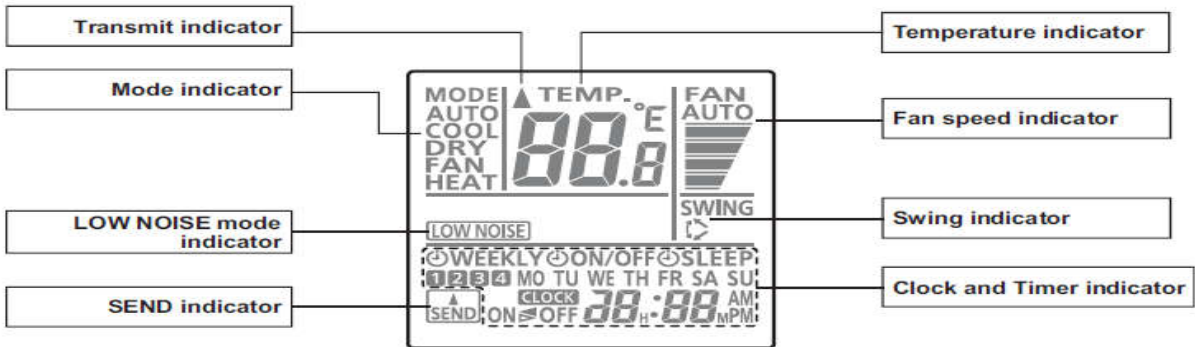 Transmit indicator
Mode indicator
LOW NOISE mode
indicator
SEND indicator
MODE
AUTO
COOL
DRY
FAN
HEAT
TEMP.
88.8 °E
FAN
AUTO
SWING
LOW NOISE
WEEKLY ON/OFF SLEEP
1 2 3 4 MO TU WE TH FR SA SU
SEND
CLOCK
ON OFF 38H:88M AM
PM
Temperature indicator
Fan speed indicator
Swing indicator
Clock and Timer indicator